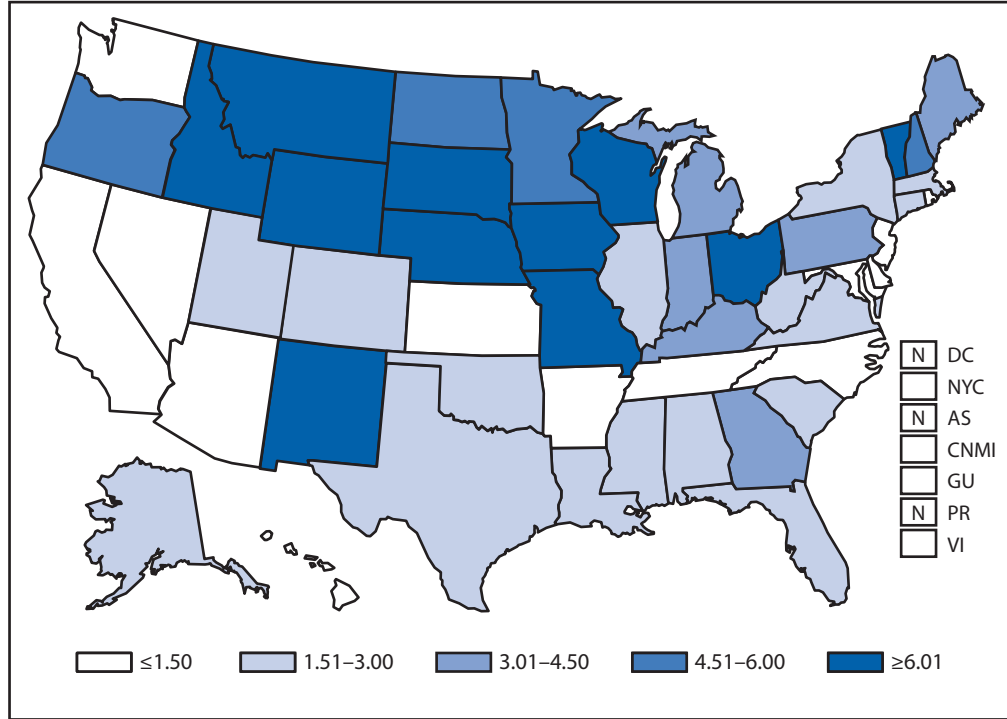 N DC
NYC
N AS
CNMI
GU
N PR
VI
≤1.50 1.51–3.00 3.01–4.50 4.51–6.00 ≥6.01